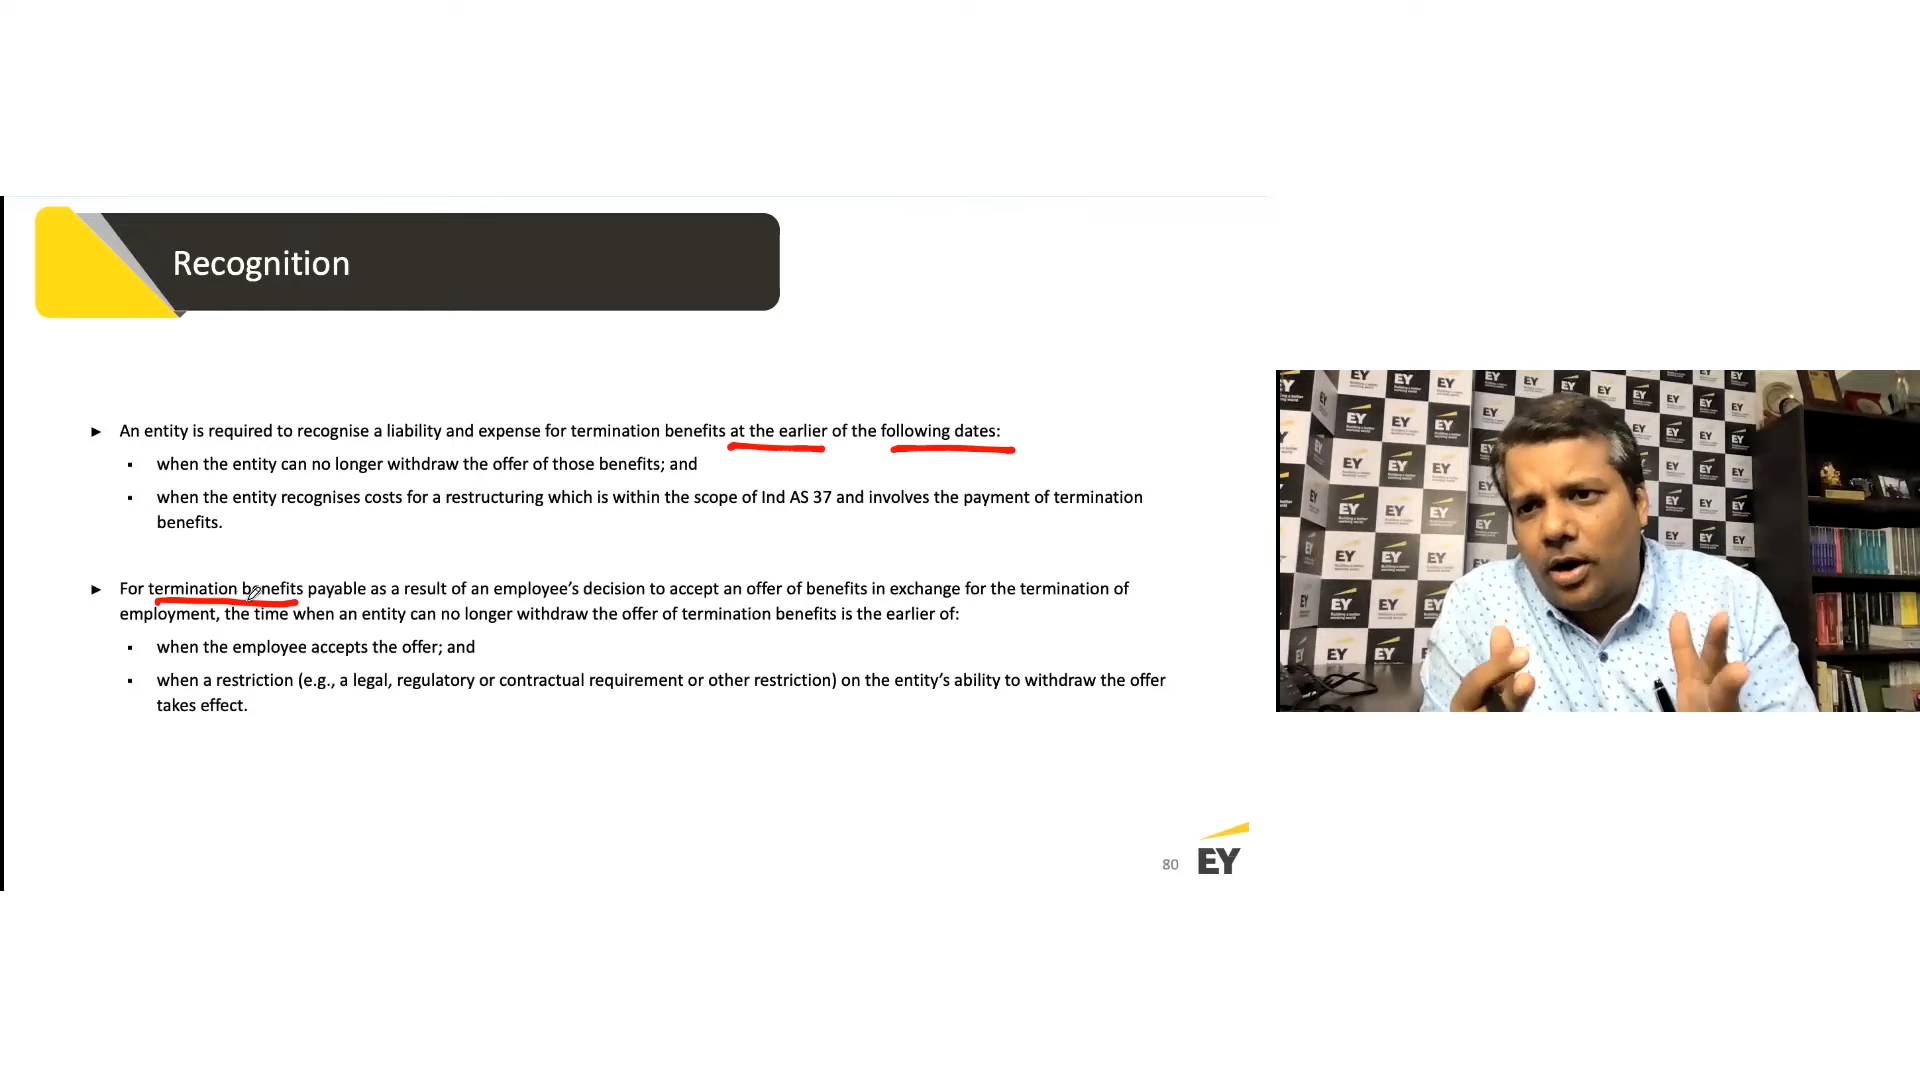 Recognition
► An entity is required to recognise a liability and expense for termination benefits at the earlier of the following dates:
▪ when the entity can no longer withdraw the offer of those benefits; and
▪ when the entity recognises costs for a restructuring which is within the scope of Ind AS 37 and involves the payment of termination
benefits.
► For termination benefits payable as a result of an employee’s decision to accept an offer of benefits in exchange for the termination of
employment, the time when an entity can no longer withdraw the offer of termination benefits is the earlier of:
▪ when the employee accepts the offer; and
▪ when a restriction (e.g., a legal, regulatory or contractual requirement or other restriction) on the entity’s ability to withdraw the offer
takes effect.
80
EY
EY
Building a better
working world